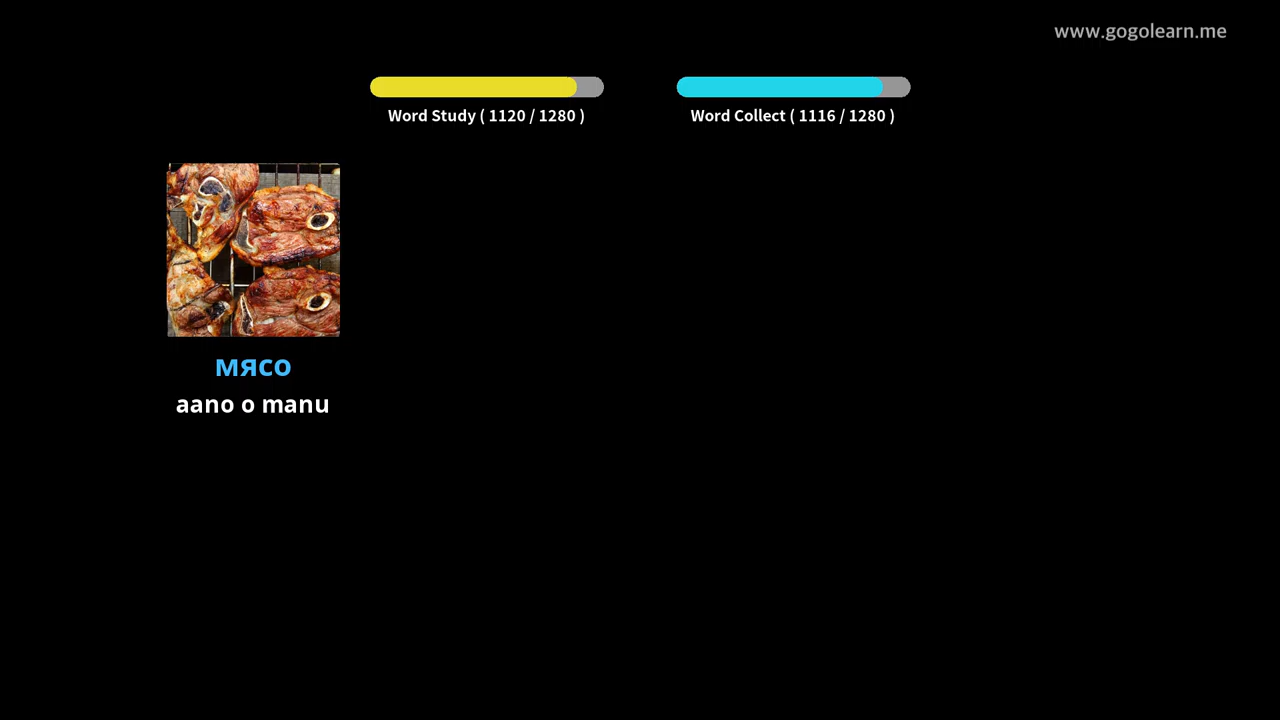 www.gogolearn.me
Word Study ( 1120 / 1280 )
Word Collect ( 1116 / 1280 )
мясо
aano o manu